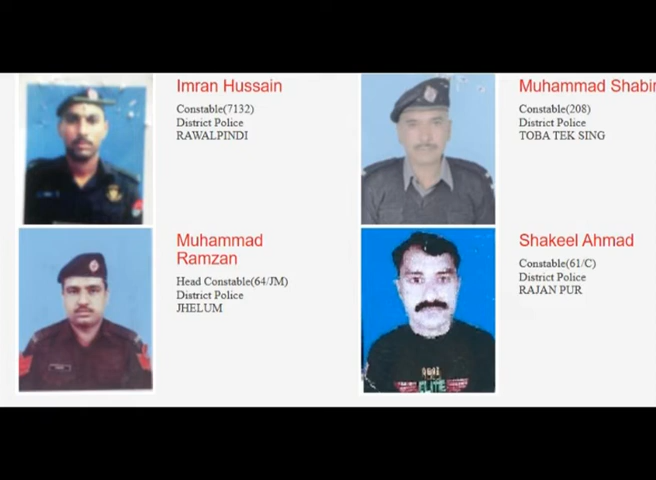 Imran Hussain
Constable(7132)
District Police
RAWALPINDI
Muhammad Shabir
Constable(208)
District Police
TOBA TEK SING
Muhammad
Ramzan
Head Constable(64/JM)
District Police
JHELUM
Shakeel Ahmad
Constable(61/C)
District Police
RAJAN PUR
ELITE